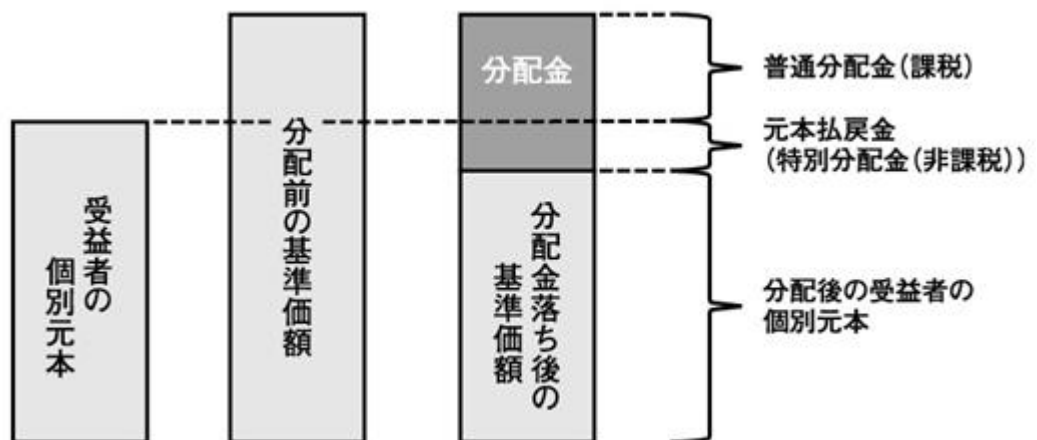 受益者の
個別元本
分配前の基準価額
分配金
分配金落ち後の
基準価額
普通分配金(課税)
元本払戻金
(特別分配金(非課税))
分配後の受益者の
個別元本